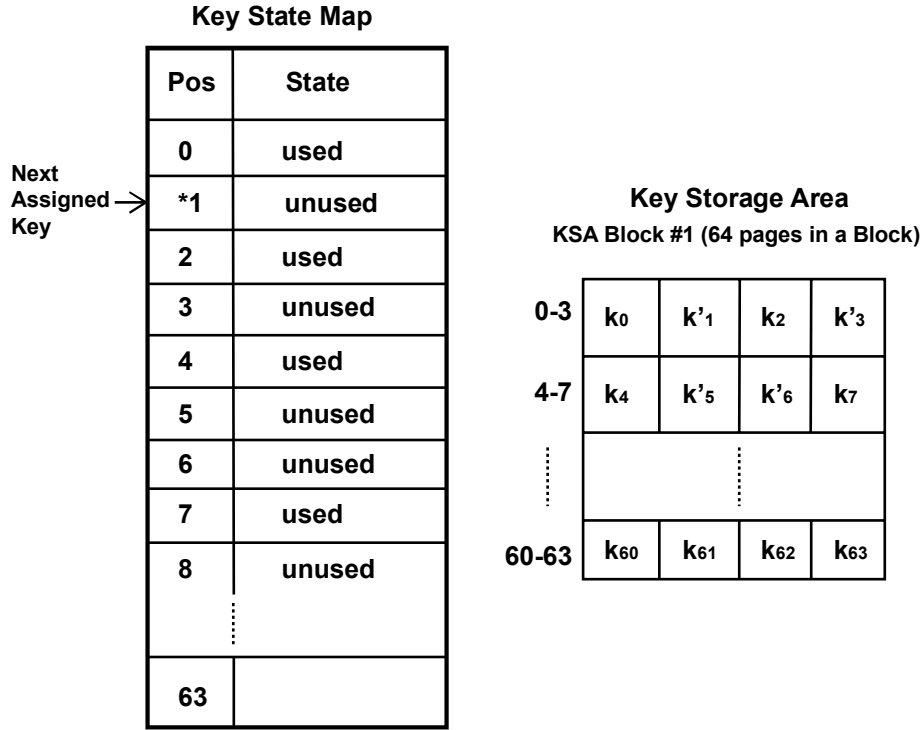 Key State Map
Pos State
0 used
Next
Assigned
Key
*1 unused
2 used
3 unused
4 used
5 unused
6 unused
7 used
8 unused
63
Key Storage Area
KSA Block #1 (64 pages in a Block)
0-3 k0 k’1 k2 k’3
4-7 k4 k’5 k’6 k7
60-63 k60 k61 k62 k63